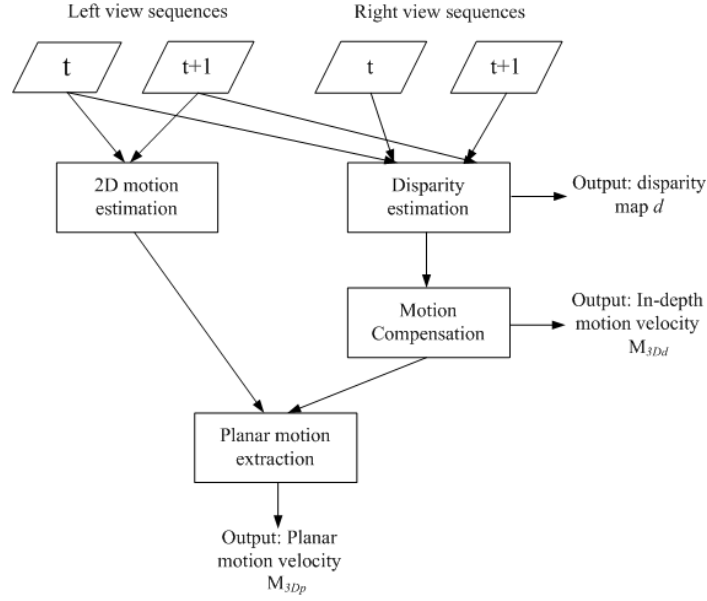 Left view sequences
Right view sequences
t
t+1
t
t+1
2D motion
estimation
Disparity
estimation
Output: disparity
map d
Motion
Compensation
Output: In-depth
motion velocity
M3Dd
Planar motion
extraction
Output: Planar
motion velocity
M3Dp